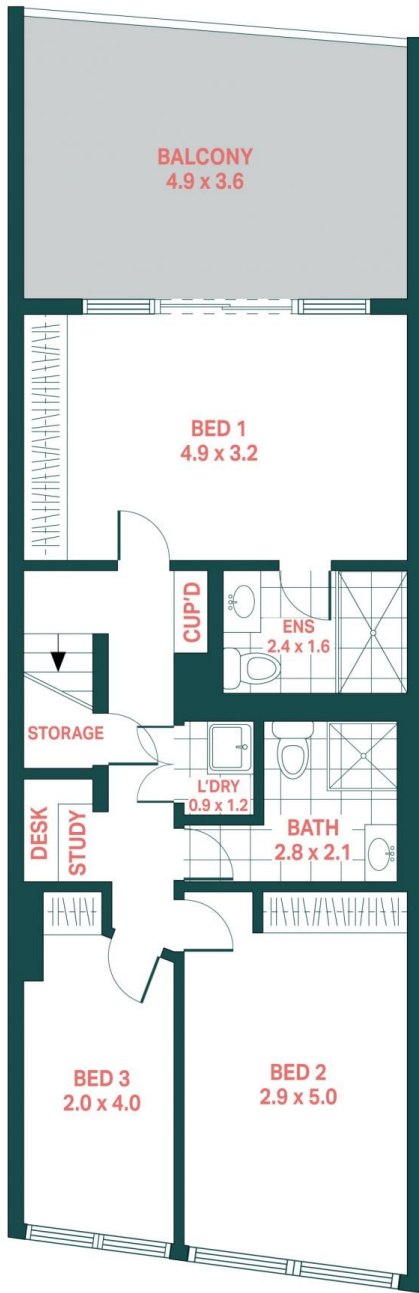 BALCONY
4.9 x 3.6
BED 1
4.9 x 3.2
CUP'D
ENS
2.4 x 1.6
STORAGE
L'DRY
0.9 x 1.2
DESK
STUDY
BATH
2.8 x 2.1
BED 3
2.0 x 4.0
BED 2
2.9 x 5.0